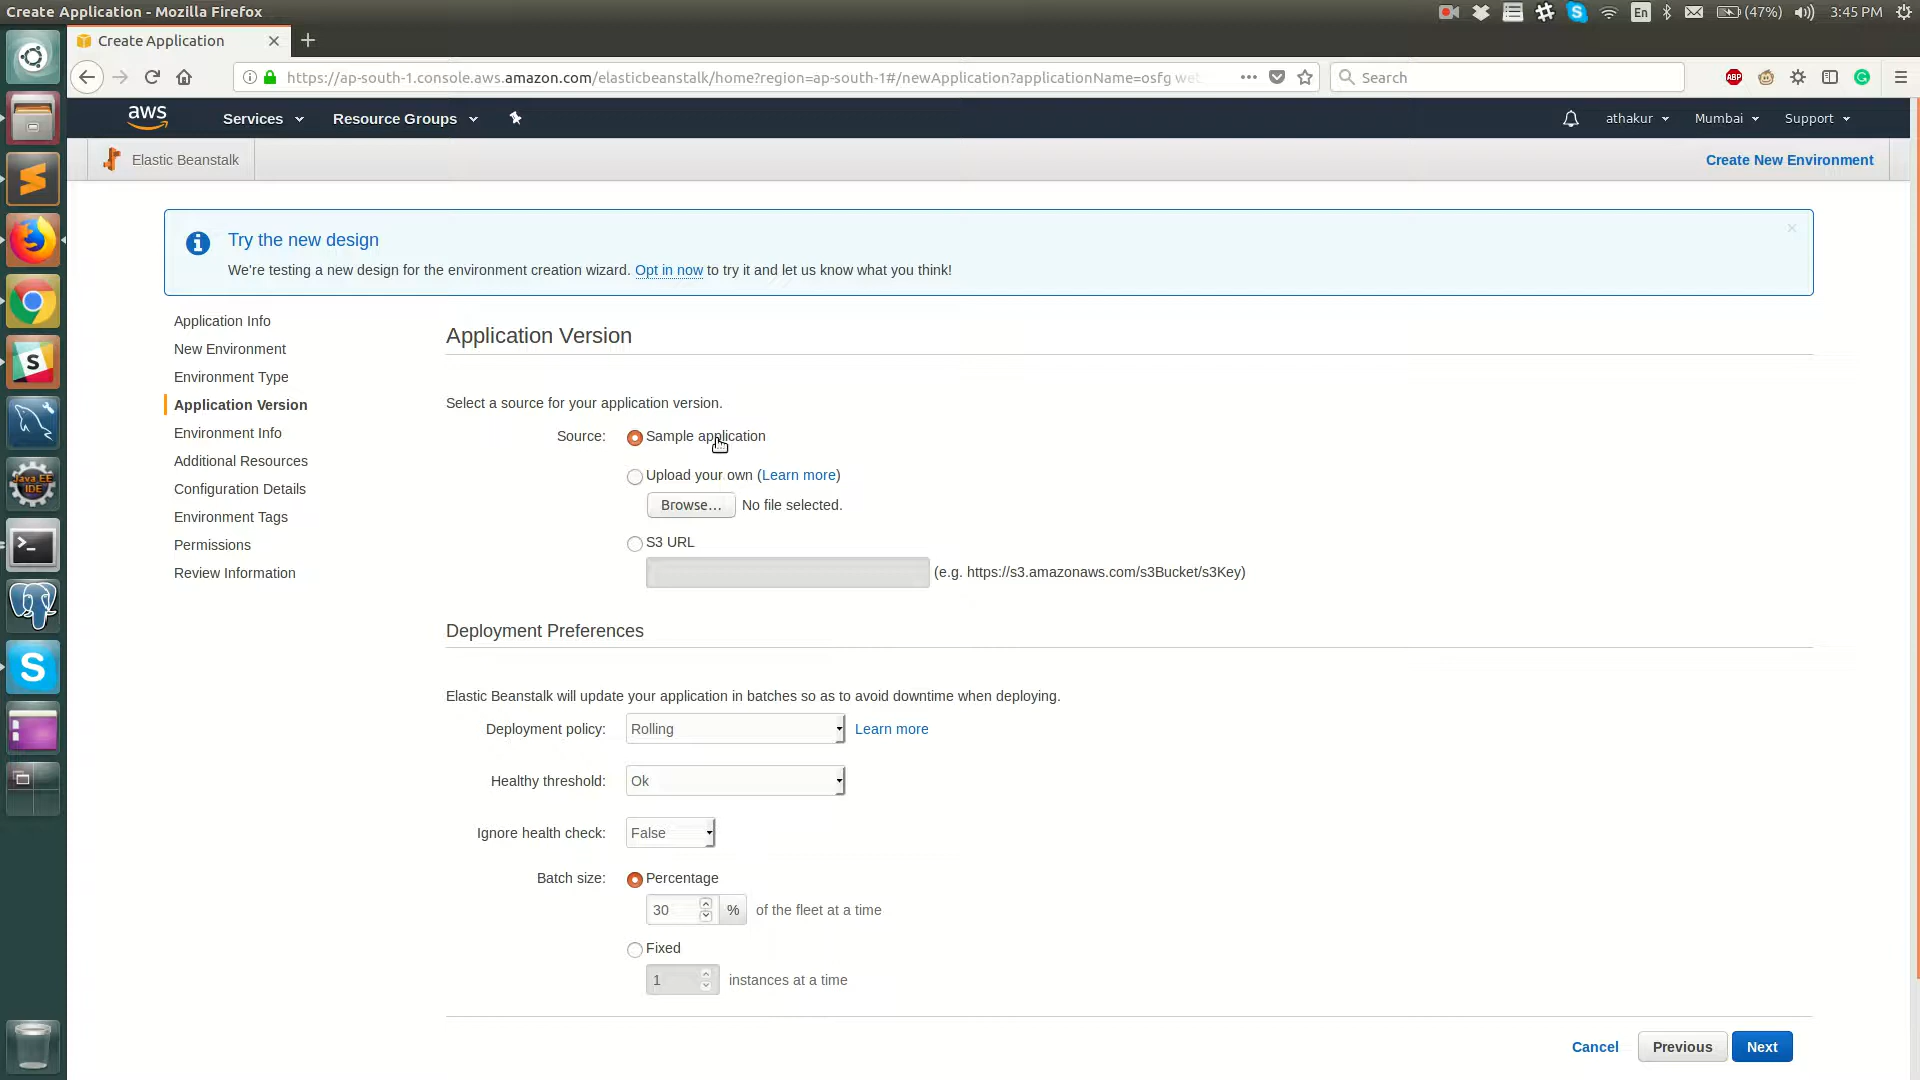 Create Application - Mozilla Firefox
En
(47%)
3:45 PM
Create Application
https://ap-south-1.console.aws.amazon.com/elasticbeanstalk/home?region=ap-south-1#/newApplication?applicationName=osfg we
Search
ABP
aws
Services
Resource Groups
athakur
Mumbai
Support
Elastic Beanstalk
Create New Environment
Try the new design
We're testing a new design for the environment creation wizard. Opt in now to try it and let us know what you think!
Application Info
New Environment
Environment Type
Application Version
Environment Info
Additional Resources
Configuration Details
Environment Tags
Permissions
Review Information
Application Version
Select a source for your application version.
Source: Sample application
Upload your own (Learn more)
Browse... No file selected.
S3 URL
(e.g. https://s3.amazonaws.com/s3Bucket/s3Key)
Deployment Preferences
Elastic Beanstalk will update your application in batches so as to avoid downtime when deploying.
Deployment policy: Rolling Learn more
Healthy threshold: Ok
Ignore health check: False
Batch size: Percentage
30 % of the fleet at a time
Fixed
1 instances at a time
Cancel
Previous
Next
S
Java EE
IDE
S